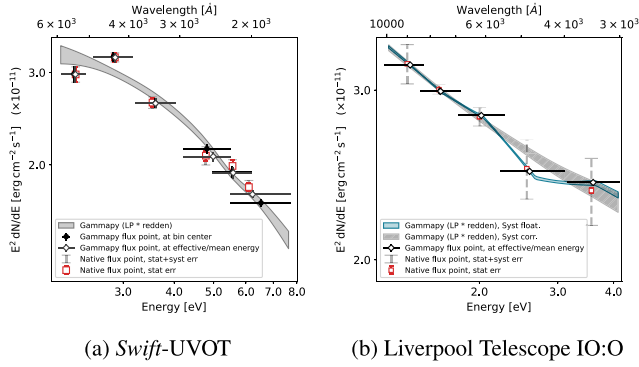 Wavelength [Å]
6 × 10³ 4 × 10³ 3 × 10³ 2 × 10³
E² dN/dE [erg cm⁻² s⁻¹] (×10⁻¹¹)
3.0
2.0
Gammapy (LP * redden)
Gammapy flux point, at bin center
Gammapy flux point, at effective/mean energy
Native flux point, stat+syst err
Native flux point, stat err
3.0 4.0 5.0 6.0 7.0 8.0
Energy [eV]
(a) Swift-UVOT
Wavelength [Å]
10000 6 × 10³ 4 × 10³ 3 × 10³
E² dN/dE [erg cm⁻² s⁻¹] (×10⁻¹¹)
3.0
2.0
Gammapy (LP * redden), Syst float.
Gammapy (LP * redden), Syst corr.
Gammapy flux point, at effective/mean energy
Native flux point, stat+syst err
Native flux point, stat err
2.0 3.0 4.0
Energy [eV]
(b) Liverpool Telescope IO:O